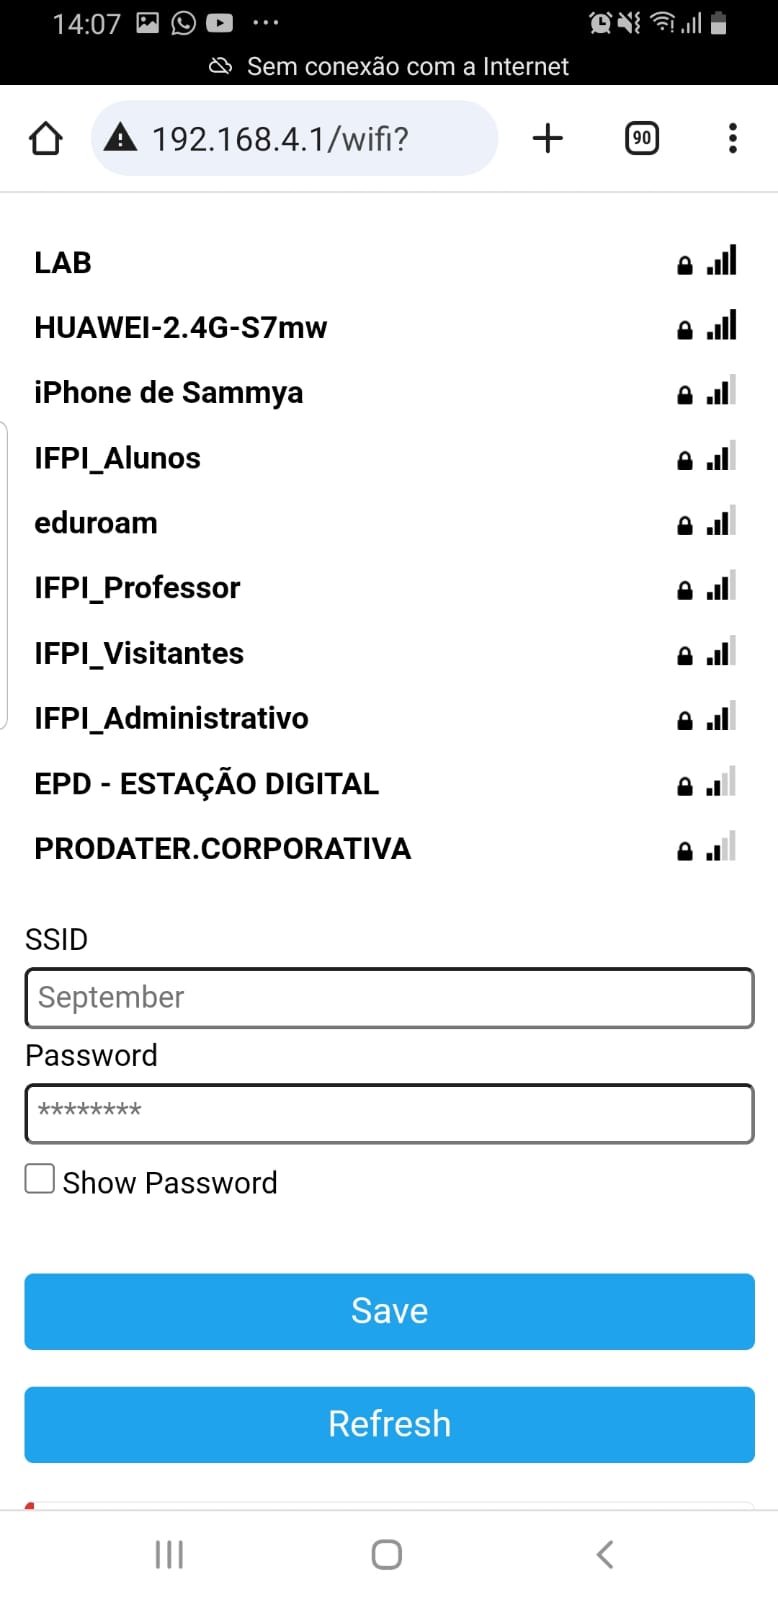 14:07
Sem conexão com a Internet
192.168.4.1/wifi?
90
LAB
HUAWEI-2.4G-S7mw
iPhone de Sammya
IFPI_Alunos
eduroam
IFPI_Professor
IFPI_Visitantes
IFPI_Administrativo
EPD - ESTAÇÃO DIGITAL
PRODATER.CORPORATIVA
SSID
September
Password
********
Show Password
Save
Refresh